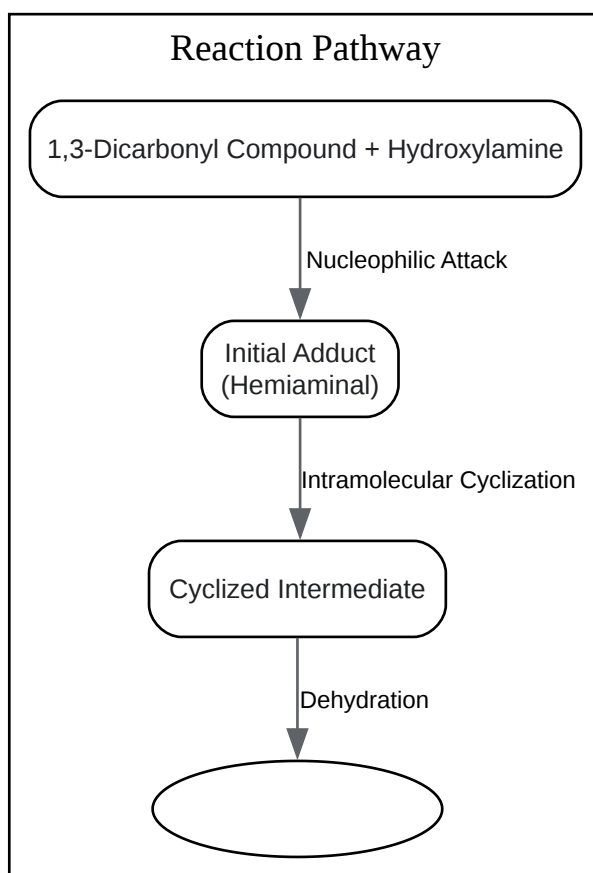 Reaction Pathway
1,3-Dicarbonyl Compound + Hydroxylamine
Nucleophilic Attack
Initial Adduct
(Hemiaminal)
Intramolecular Cyclization
Cyclized Intermediate
Dehydration